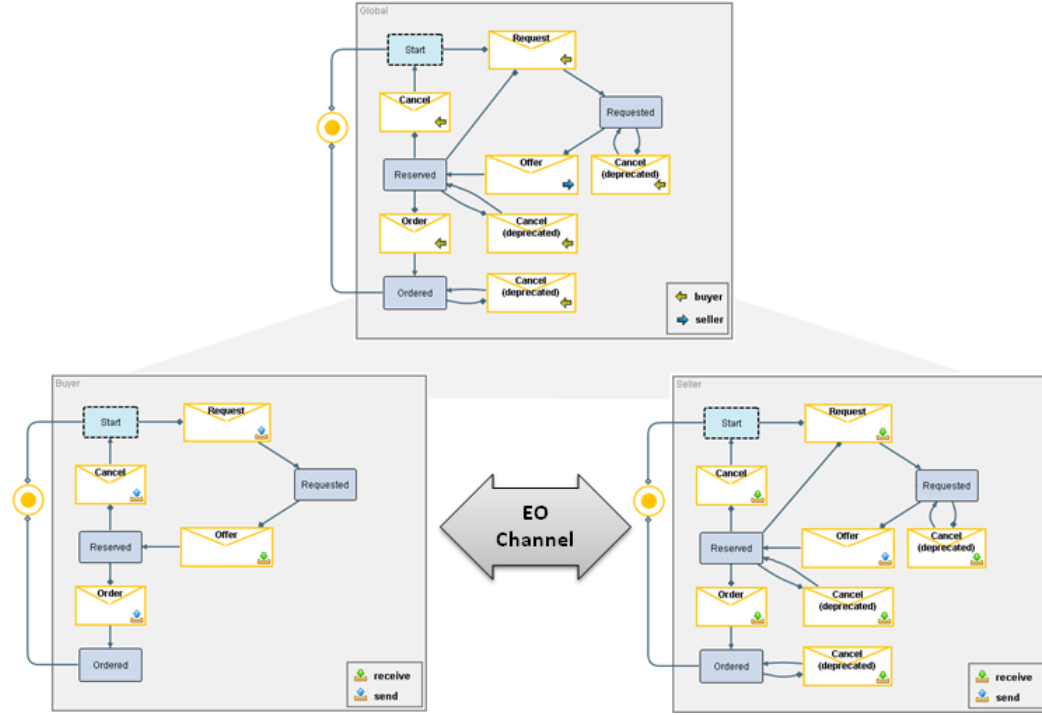 Global
Start
Request
Cancel
Requested
Reserved
Offer
Cancel
(deprecated)
Order
Cancel
(deprecated)
Ordered
Cancel
(deprecated)
buyer
seller
Buyer
Start
Request
Cancel
Requested
Reserved
Offer
Order
Ordered
receive
send
EO
Channel
Seller
Start
Request
Cancel
Requested
Reserved
Offer
Cancel
(deprecated)
Order
Cancel
(deprecated)
Ordered
Cancel
(deprecated)
receive
send